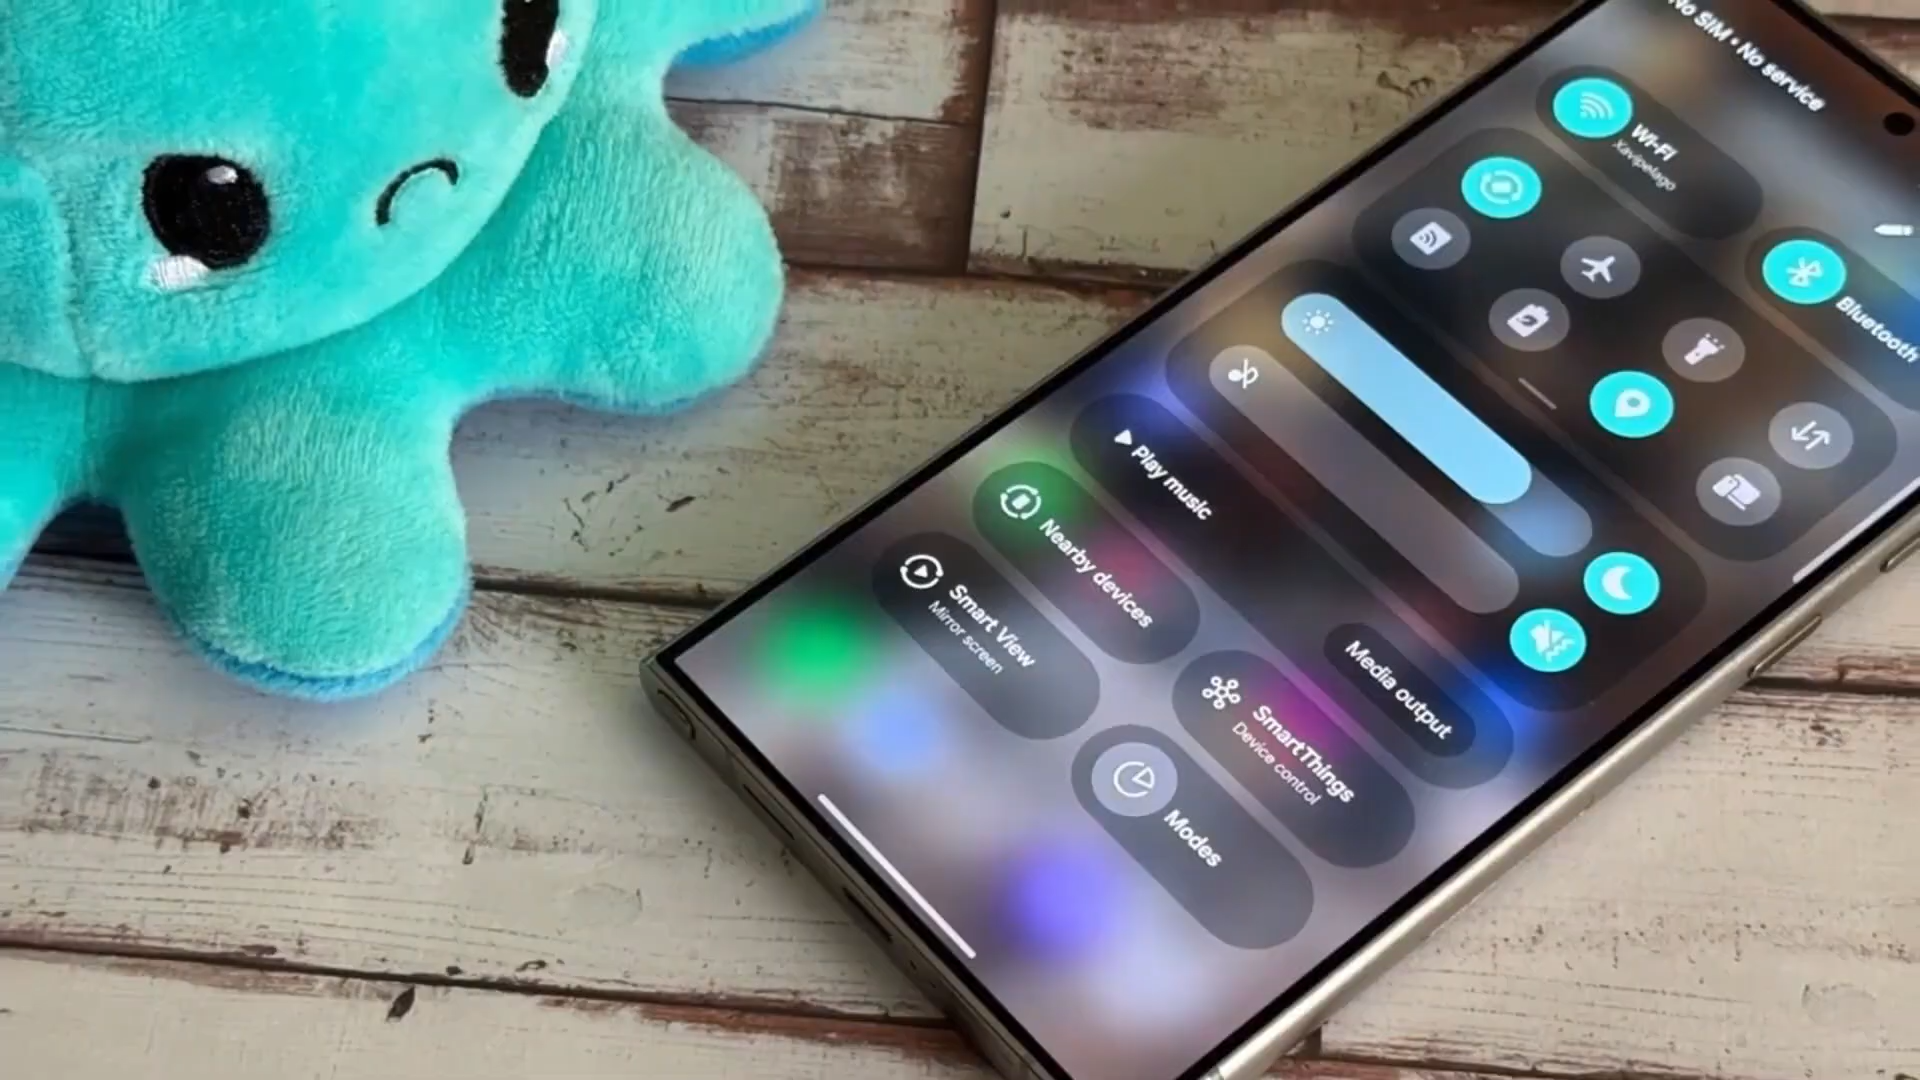 No SIM • No service
Wi-Fi
Xavipelago
Bluetooth
Play music
Media output
Nearby devices
SmartThings
Device control
Smart View
Mirror screen
Modes